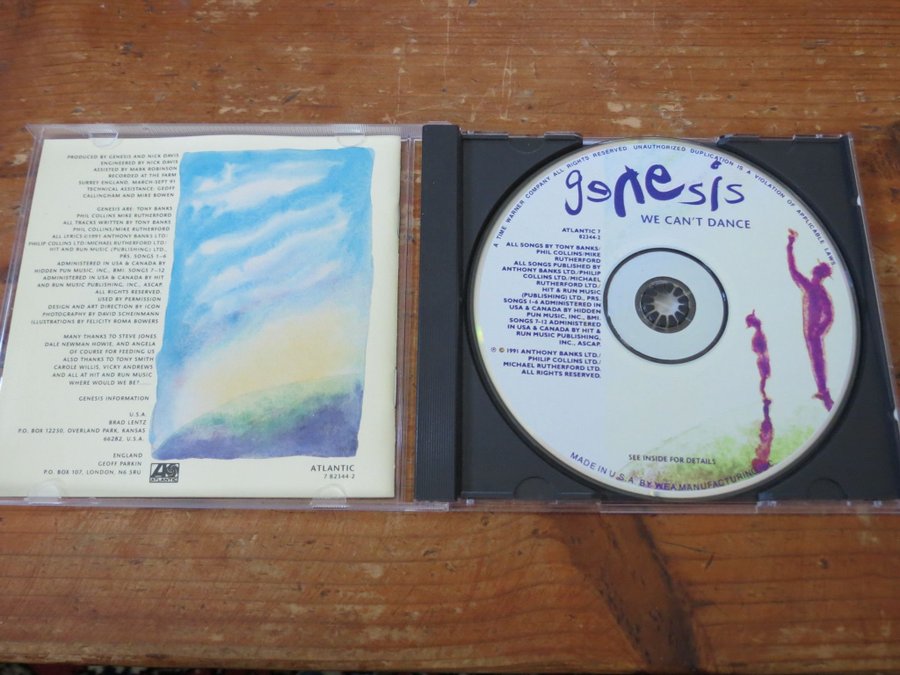 PRODUCED BY GENESIS AND NICK DAVIS
ENGINEERED BY NICK DAVIS
ASSISTED BY MARK ROBINSON
RECORDED AT THE FARM
SURREY ENGLAND, MARCH-SEPT 91
TECHNICAL ASSISTANCE: GEOFF
CALLINGHAM AND MIKE BOWEN
GENESIS ARE: TONY BANKS
PHIL COLLINS MIKE RUTHERFORD
ALL TRACKS WRITTEN BY TONY BANKS
PHIL COLLINS/MIKE RUTHERFORD
ALL LYRICS ©1991 ANTHONY BANKS LTD/
PHILIP COLLINS LTD/MICHAEL RUTHERFORD LTD/
HIT AND RUN MUSIC (PUBLISHING) LTD.,
PRS. SONGS 1-6
ADMINISTERED IN USA & CANADA BY
HIDDEN PUN MUSIC, INC., BMI. SONGS 7-12
ADMINISTERED IN USA & CANADA BY HIT
AND RUN MUSIC PUBLISHING, INC., ASCAP.
ALL RIGHTS RESERVED.
USED BY PERMISSION
DESIGN AND ART DIRECTION BY ICON
PHOTOGRAPHY BY DAVID SCHEINMANN
ILLUSTRATIONS BY FELICITY ROMA BOWERS
MANY THANKS TO STEVE JONES
DALE NEWMAN HOWIE, AND ANGELA
OF COURSE FOR FEEDING US
ALSO THANKS TO TONY SMITH
CAROLE WILLIS, VICKY ANDREWS
AND ALL AT HIT AND RUN MUSIC
WHERE WOULD WE BE?.....
GENESIS INFORMATION
U.S.A.
BRAD LENTZ
P.O. BOX 12250, OVERLAND PARK, KANSAS
66282, U.S.A.
ENGLAND
GEOFF PARKIN
P.O. BOX 107, LONDON, N6 5RU
ATLANTIC
ATLANTIC
7 82344-2
A TIME WARNER COMPANY ALL RIGHTS RESERVED. UNAUTHORIZED DUPLICATION IS A VIOLATION OF APPLICABLE LAWS
genesis
WE CAN'T DANCE
ATLANTIC 7
82344-2
ALL SONGS BY TONY BANKS/
PHIL COLLINS/MIKE
RUTHERFORD
ALL SONGS PUBLISHED BY
ANTHONY BANKS LTD./PHILIP
COLLINS LTD./MICHAEL
RUTHERFORD LTD./
HIT & RUN MUSIC
(PUBLISHING) LTD., PRS.
SONGS 1-6 ADMINISTERED IN
USA & CANADA BY HIDDEN
PUN MUSIC, INC., BMI.
SONGS 7-12 ADMINISTERED
IN USA & CANADA BY HIT &
RUN MUSIC PUBLISHING,
INC., ASCAP.
℗ © 1991 ANTHONY BANKS LTD./
PHILIP COLLINS LTD./
MICHAEL RUTHERFORD LTD.
ALL RIGHTS RESERVED.
SEE INSIDE FOR DETAILS
MADE IN U.S.A. BY WEA MANUFACTURING